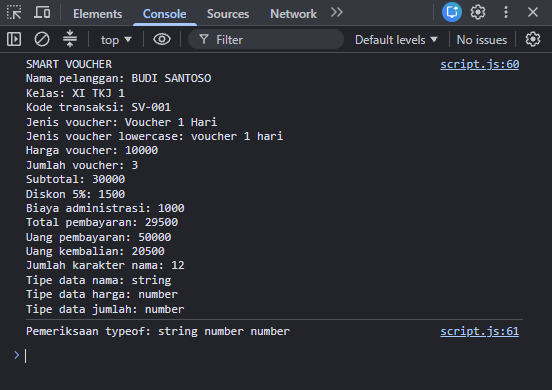 Elements Console Sources Network
top Filter Default levels No issues
SMART VOUCHER script.js:60
Nama pelanggan: BUDI SANTOSO
Kelas: XI TKJ 1
Kode transaksi: SV-001
Jenis voucher: Voucher 1 Hari
Jenis voucher lowercase: voucher 1 hari
Harga voucher: 10000
Jumlah voucher: 3
Subtotal: 30000
Diskon 5%: 1500
Biaya administrasi: 1000
Total pembayaran: 29500
Uang pembayaran: 50000
Uang kembalian: 20500
Jumlah karakter nama: 12
Tipe data nama: string
Tipe data harga: number
Tipe data jumlah: number
Pemeriksaan typeof: string number number script.js:61